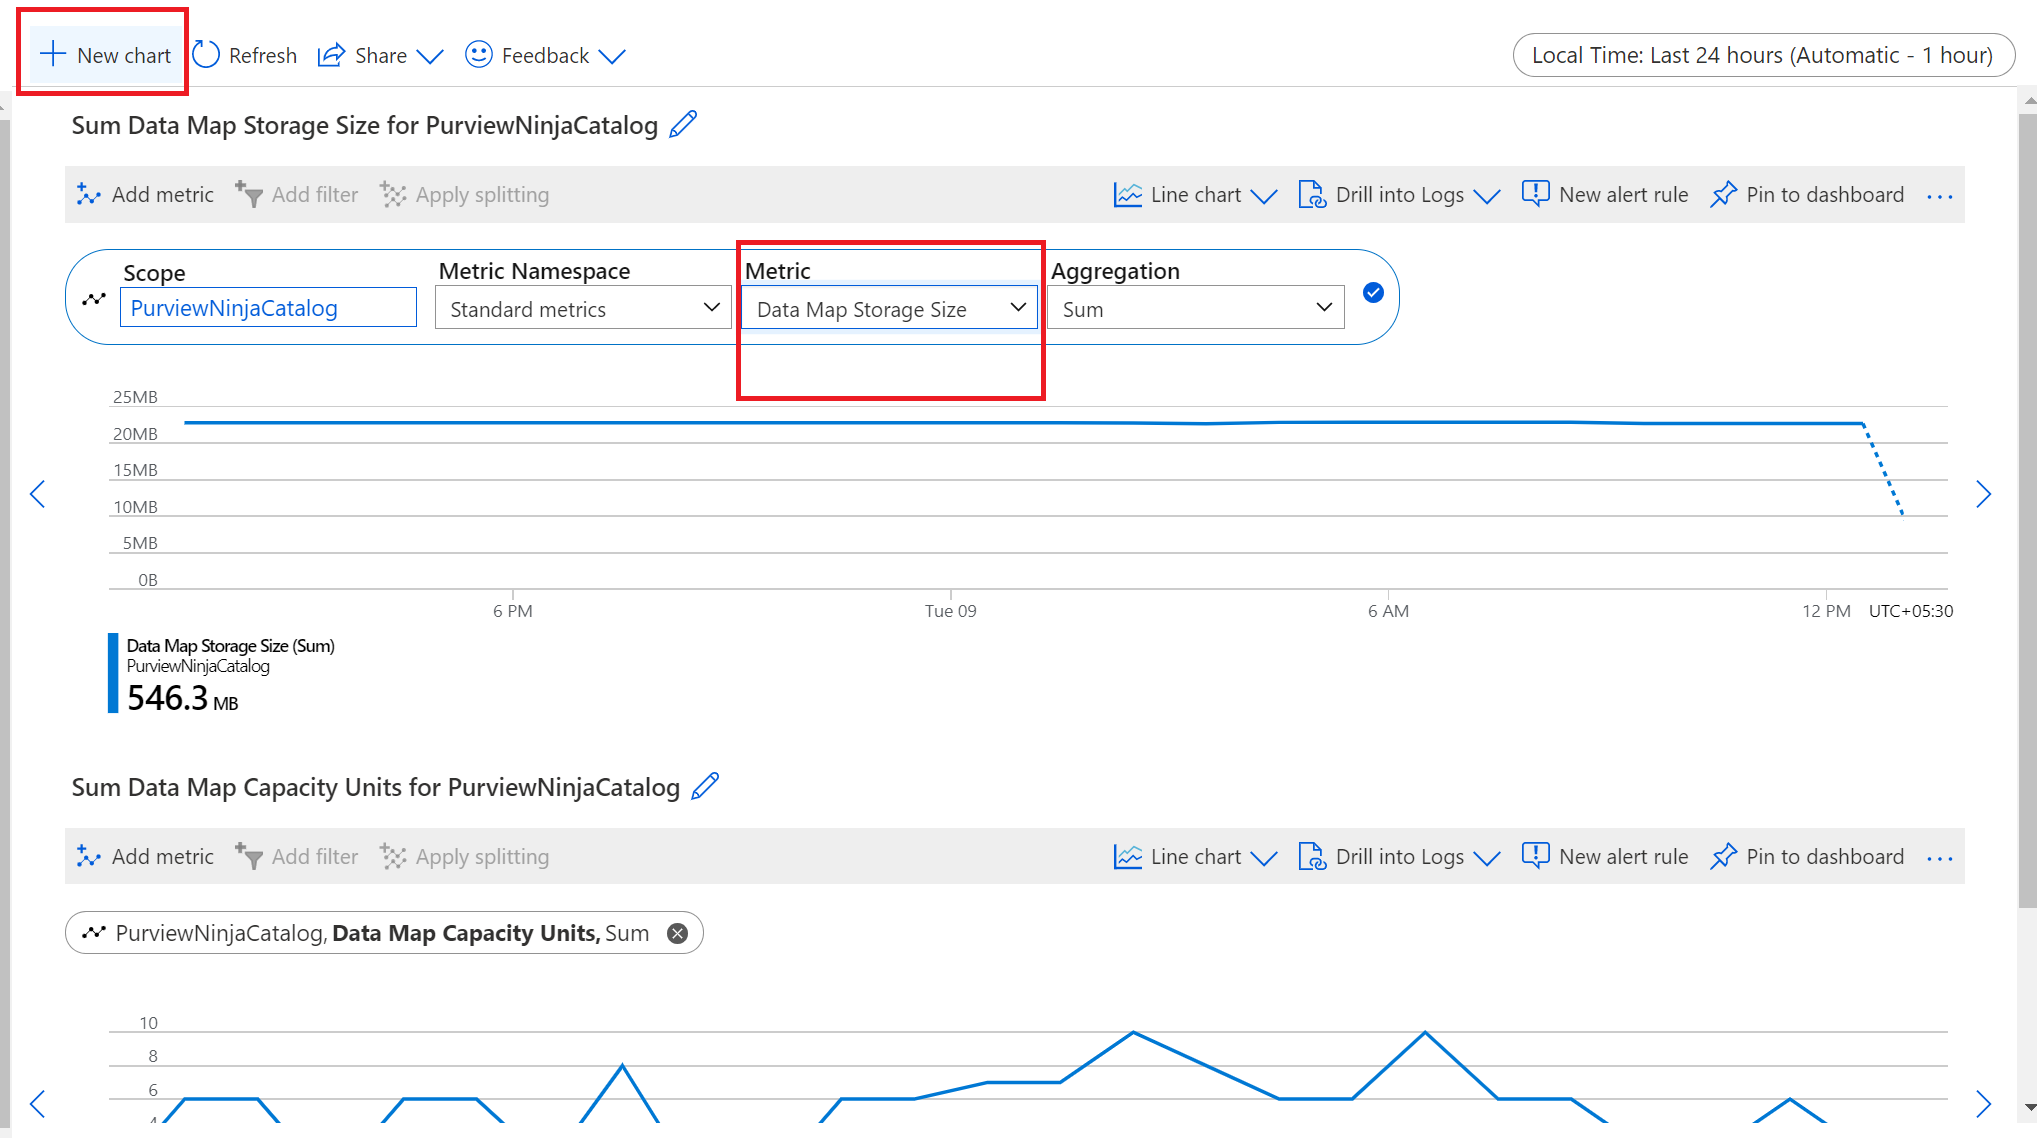 New chart Refresh Share Feedback Local Time: Last 24 hours (Automatic - 1 hour)
Sum Data Map Storage Size for PurviewNinjaCatalog
Add metric Add filter Apply splitting Line chart Drill into Logs New alert rule Pin to dashboard ...
Scope Metric Namespace Metric Aggregation
PurviewNinjaCatalog Standard metrics Data Map Storage Size Sum
25MB
20MB
15MB
10MB
5MB
0B
6 PM Tue 09 6 AM 12 PM UTC+05:30
Data Map Storage Size (Sum)
PurviewNinjaCatalog
546.3 MB
Sum Data Map Capacity Units for PurviewNinjaCatalog
Add metric Add filter Apply splitting Line chart Drill into Logs New alert rule Pin to dashboard ...
PurviewNinjaCatalog, Data Map Capacity Units, Sum
10
8
6
4